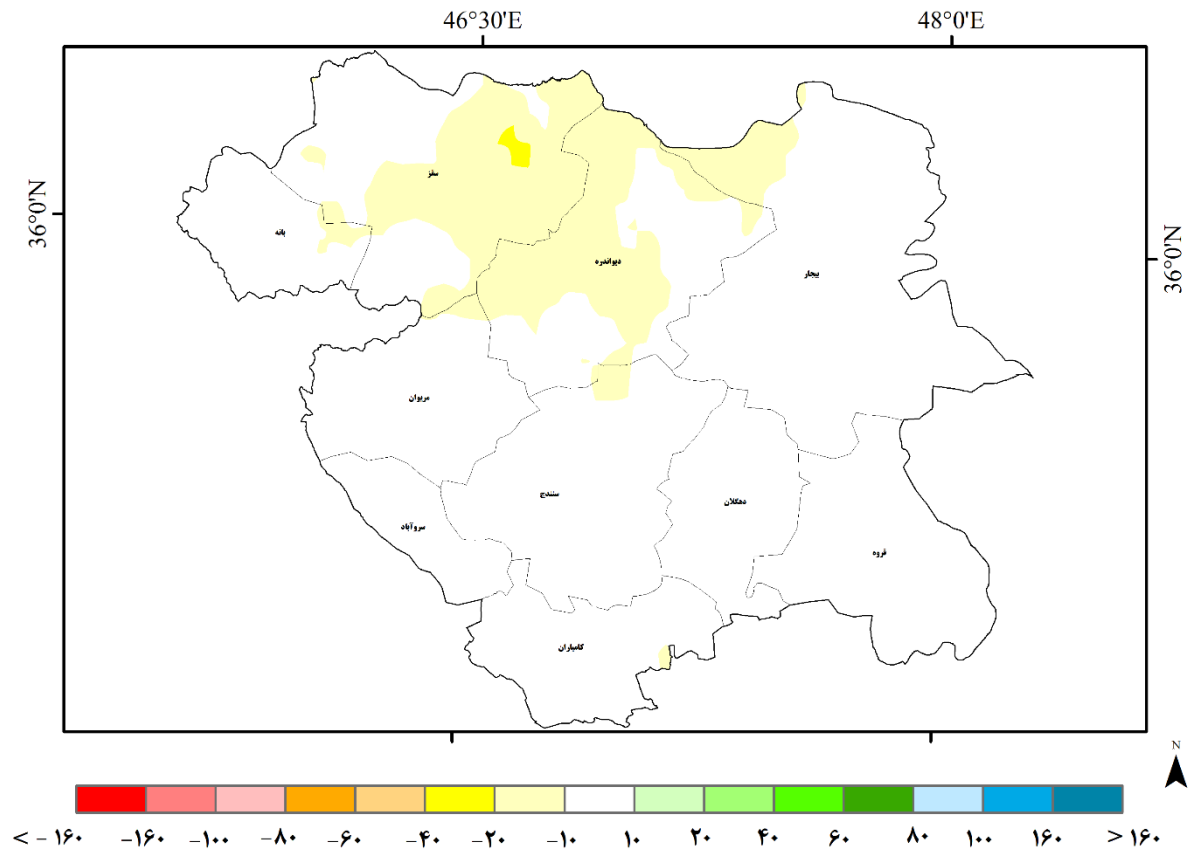 46°30'E 48°0'E
36°0'N
36°0'N
سقز
بانه
دیواندره
بیجار
مریوان
سنندج
دهگلان
سروآباد
قروه
کامیاران
N
< -۱۶۰ -۱۶۰ -۱۰۰ -۸۰ -۶۰ -۴۰ -۲۰ -۱۰ ۱۰ ۲۰ ۴۰ ۶۰ ۸۰ ۱۰۰ ۱۶۰ > ۱۶۰